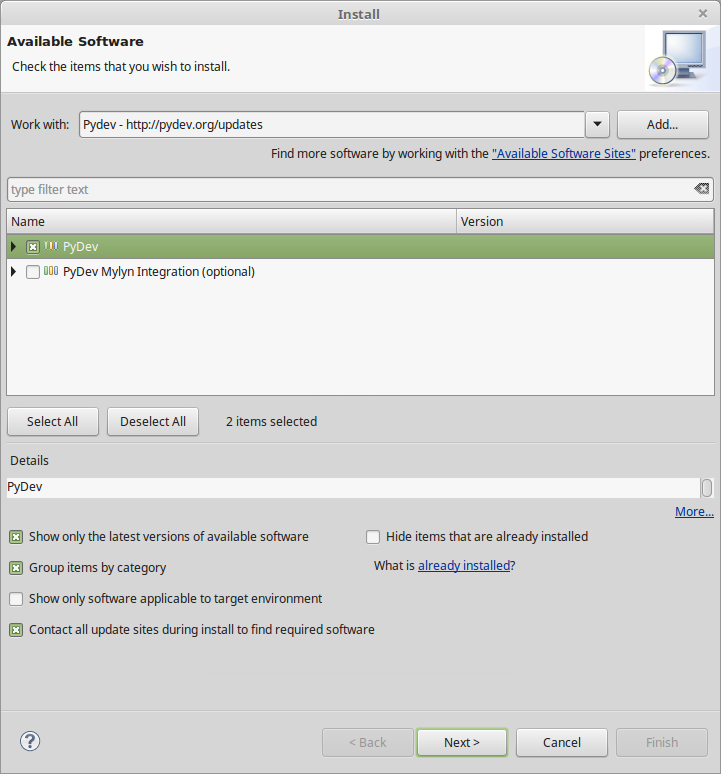 Install
Available Software
Check the items that you wish to install.
Work with: Pydev - http://pydev.org/updates Add...
Find more software by working with the "Available Software Sites" preferences.
type filter text
Name Version
PyDev
PyDev Mylyn Integration (optional)
Select All Deselect All 2 items selected
Details
PyDev
More...
Show only the latest versions of available software Hide items that are already installed
Group items by category What is already installed?
Show only software applicable to target environment
Contact all update sites during install to find required software
? < Back Next > Cancel Finish